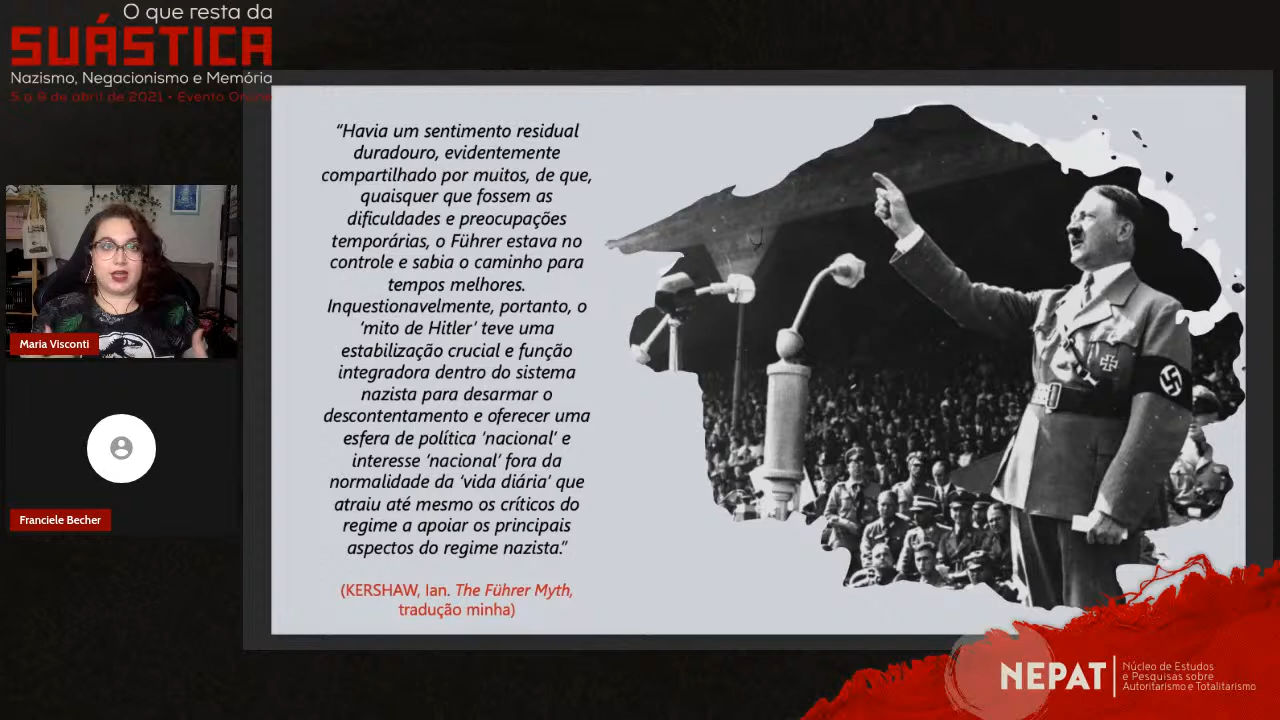 O que resta da
SUÁSTICA
Nazismo, Negacionismo e Memória
5 a 8 de abril de 2021 • Evento Online
“Havia um sentimento residual
duradouro, evidentemente
compartilhado por muitos, de que,
quaisquer que fossem as
dificuldades e preocupações
temporárias, o Führer estava no
controle e sabia o caminho para
tempos melhores.
Inquestionavelmente, portanto, o
‘mito de Hitler’ teve uma
estabilização crucial e função
integradora dentro do sistema
nazista para desarmar o
descontentamento e oferecer uma
esfera de política ‘nacional’ e
interesse ‘nacional’ fora da
normalidade da ‘vida diária’ que
atraiu até mesmo os críticos do
regime a apoiar os principais
aspectos do regime nazista.”
(KERSHAW, Ian. The Führer Myth,
tradução minha)
Maria Visconti
Franciele Becher
NEPAT
Núcleo de Estudos
e Pesquisas sobre
Autoritarismo e Totalitarismo